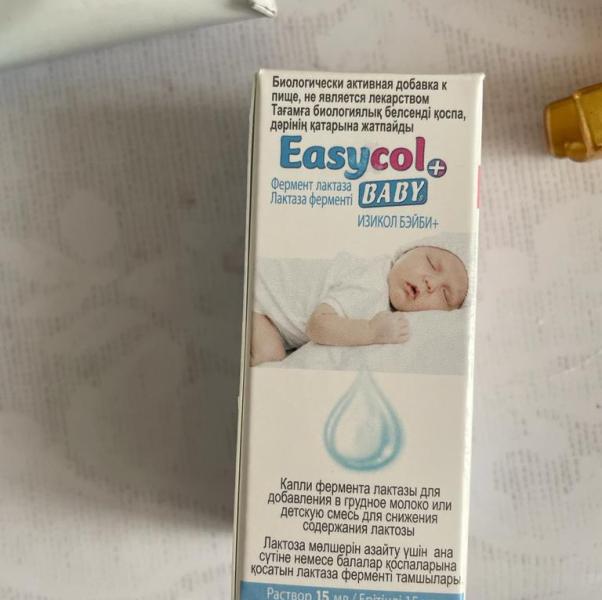 Биологически активная добавка к
пище, не является лекарством
Тағамға биологиялық белсенді қоспа,
дәрінің қатарына жатпайды
Easycol+
Фермент лактаза
Лактаза ферменті
BABY
ИЗИКОЛ БЭЙБИ+
Капли фермента лактазы для
добавления в грудное молоко или
детскую смесь для снижения
содержания лактозы
Лактоза мөлшерін азайту үшін ана
сүтіне немесе балалар қоспаларына
қосатын лактаза ферменті тамшылары
Раствор 15 мл / Ерітінді 15